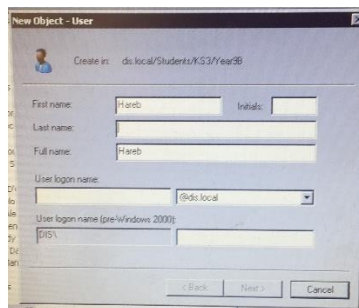 New Object - User
Create in: dis.local/Students/KS3/Year9B
First name: Hareb Initials:
Last name:
Full name: Hareb
User logon name:
@dis.local
User logon name (pre-Windows 2000):
DIS\
< Back Next > Cancel